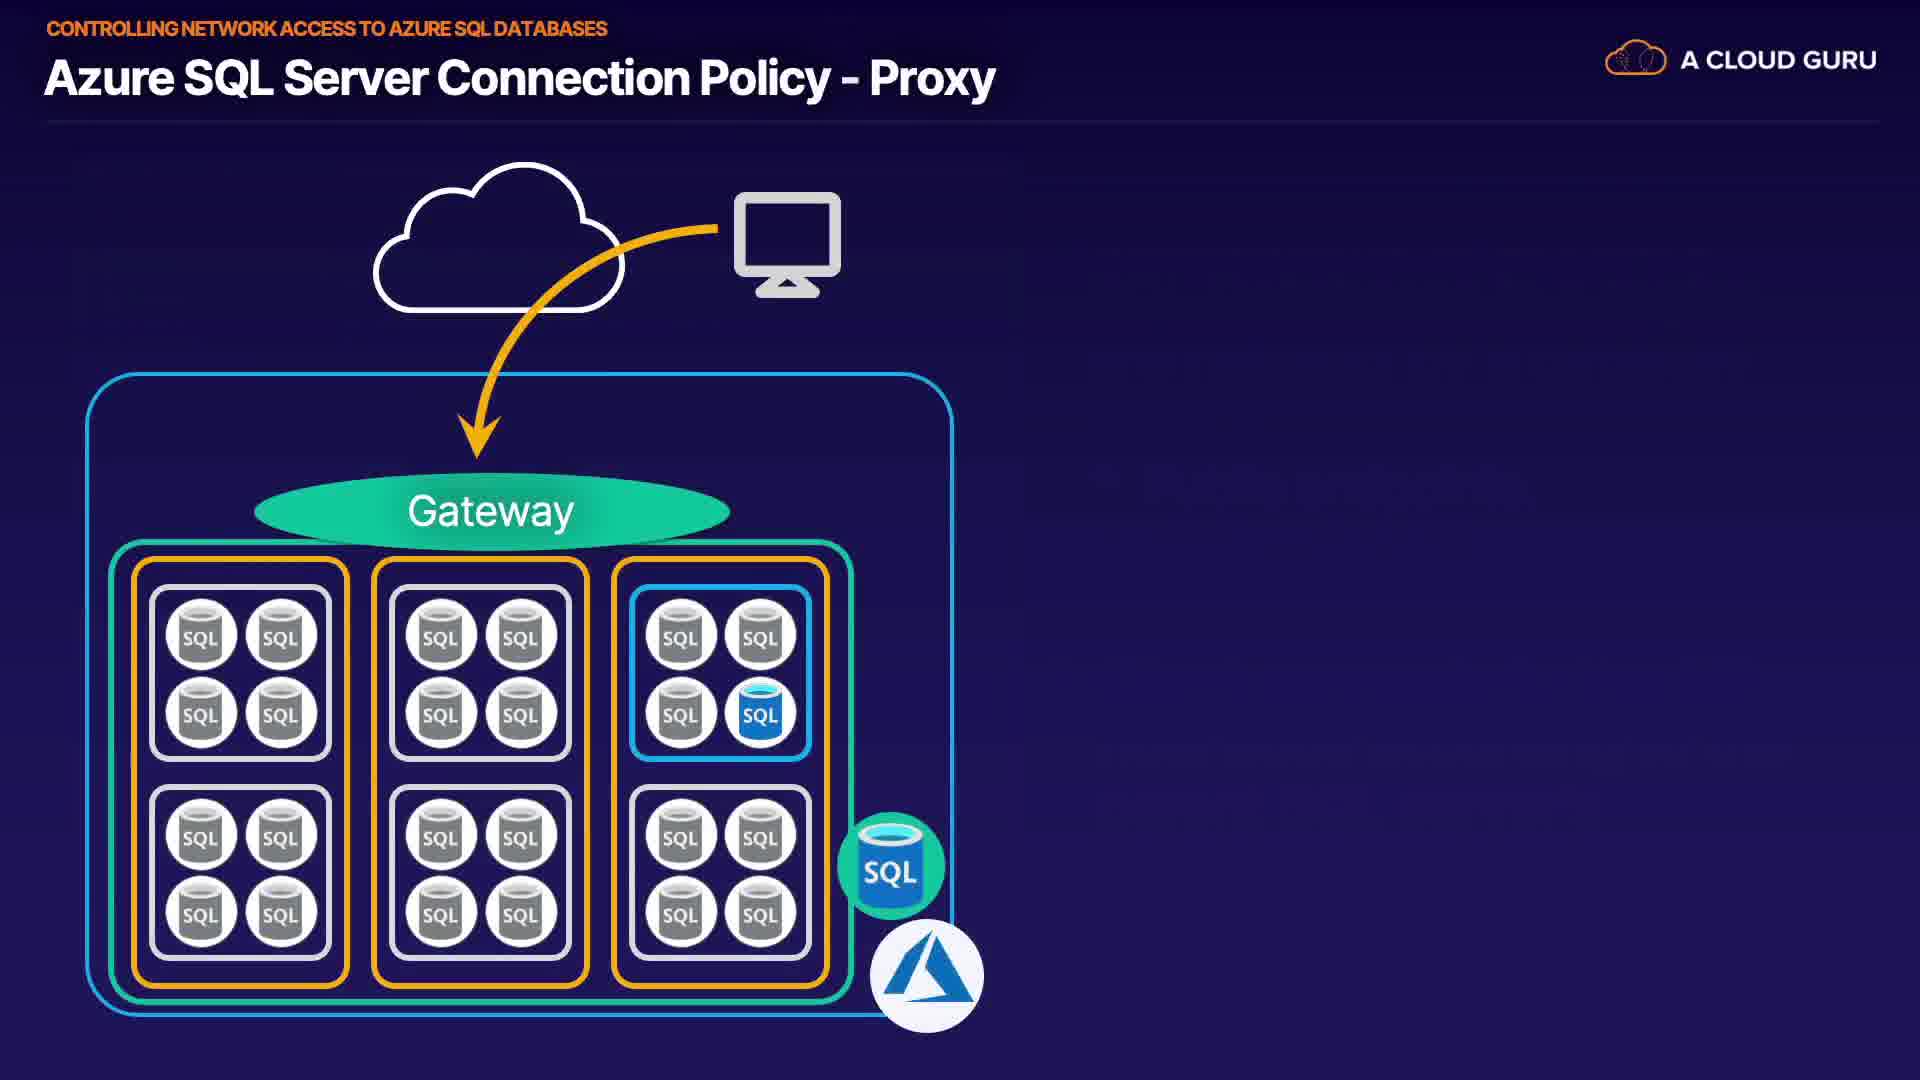 CONTROLLING NETWORK ACCESS TO AZURE SQL DATABASES
Azure SQL Server Connection Policy - Proxy
A CLOUD GURU
Gateway
SQL SQL SQL SQL SQL SQL
SQL SQL SQL SQL SQL SQL
SQL SQL SQL SQL SQL SQL
SQL
SQL SQL SQL SQL SQL SQL